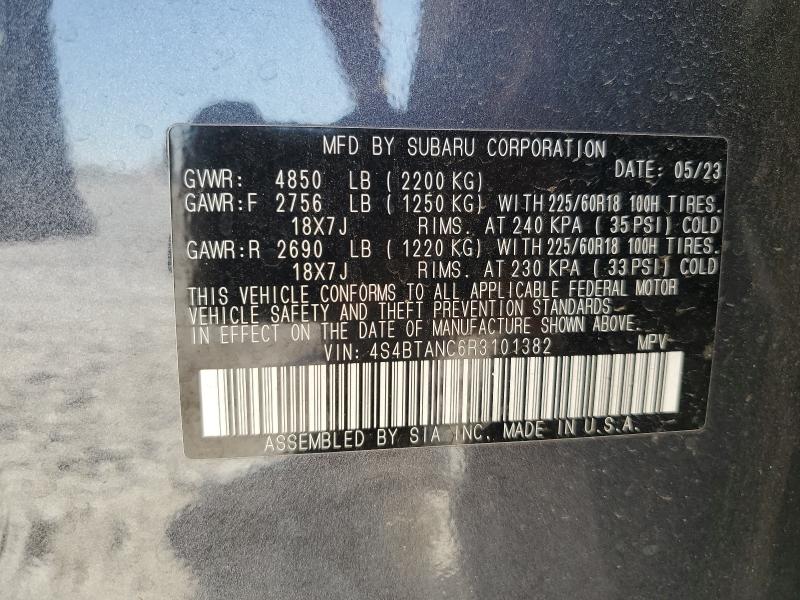 MFD BY SUBARU CORPORATION
DATE: 05/23
GVWR: 4850 LB ( 2200 KG)
GAWR:F 2756 LB ( 1250 KG) WITH 225/60R18 100H TIRES.
18X7J RIMS. AT 240 KPA ( 35 PSI) COLD
GAWR:R 2690 LB ( 1220 KG) WITH 225/60R18 100H TIRES.
18X7J RIMS. AT 230 KPA ( 33 PSI) COLD
THIS VEHICLE CONFORMS TO ALL APPLICABLE FEDERAL MOTOR
VEHICLE SAFETY AND THEFT PREVENTION STANDARDS
IN EFFECT ON THE DATE OF MANUFACTURE SHOWN ABOVE.
VIN: 4S4BTANC6R3101382 MPV
ASSEMBLED BY SIA INC. MADE IN U.S.A.